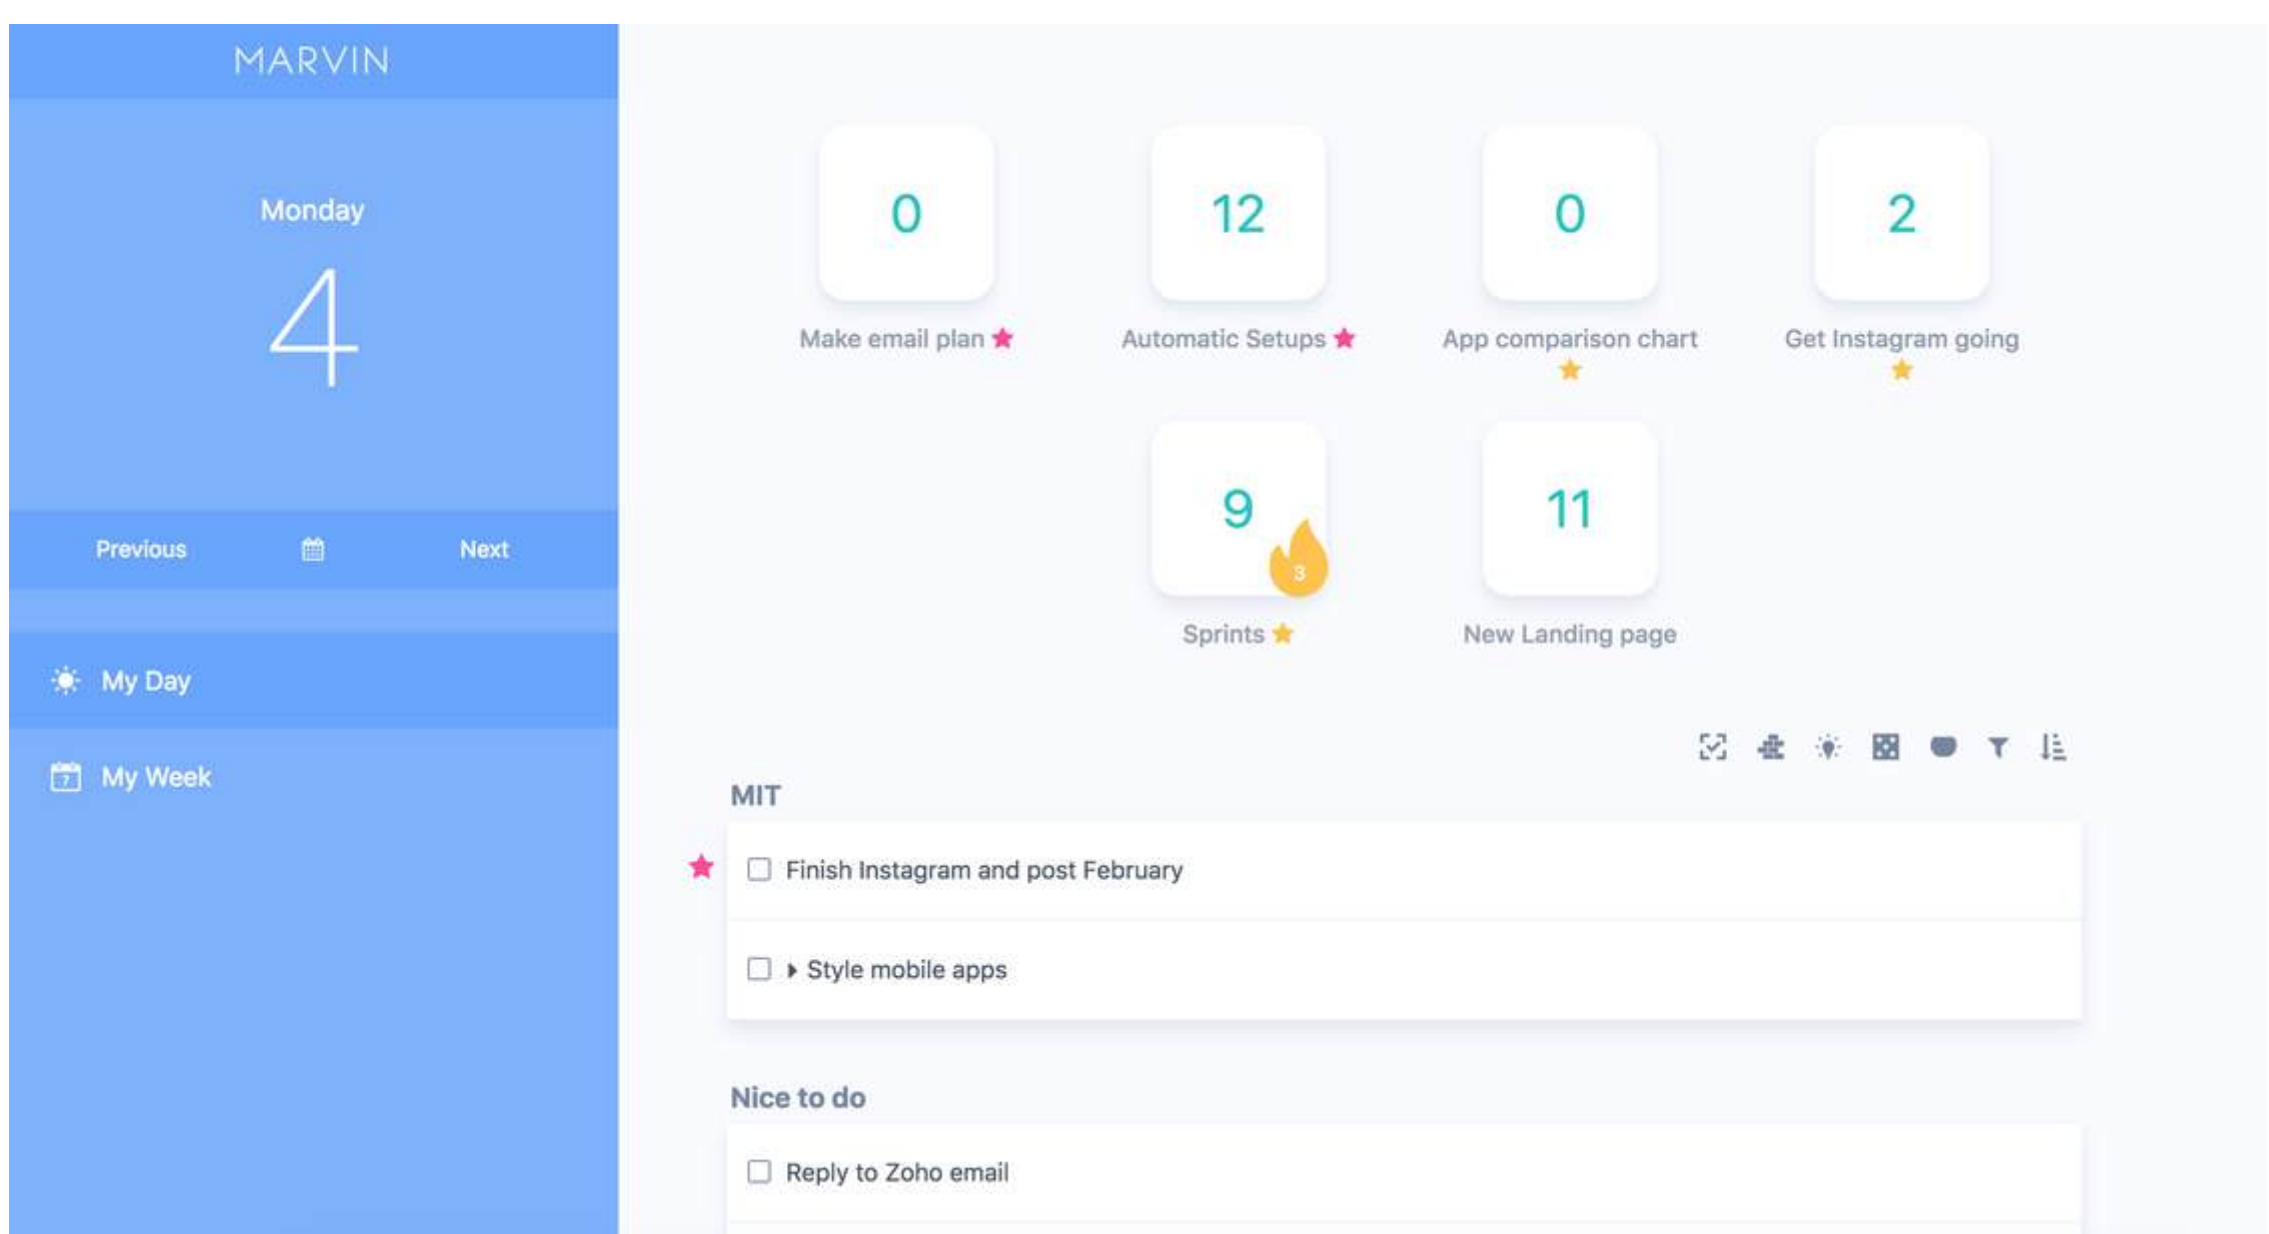 MARVIN
Monday
4
Previous
Next
My Day
7
My Week
0
12
0
2
Make email plan
Automatic Setups
App comparison chart
Get Instagram going
9
3
11
Sprints
New Landing page
MIT
Finish Instagram and post February
Style mobile apps
Nice to do
Reply to Zoho email